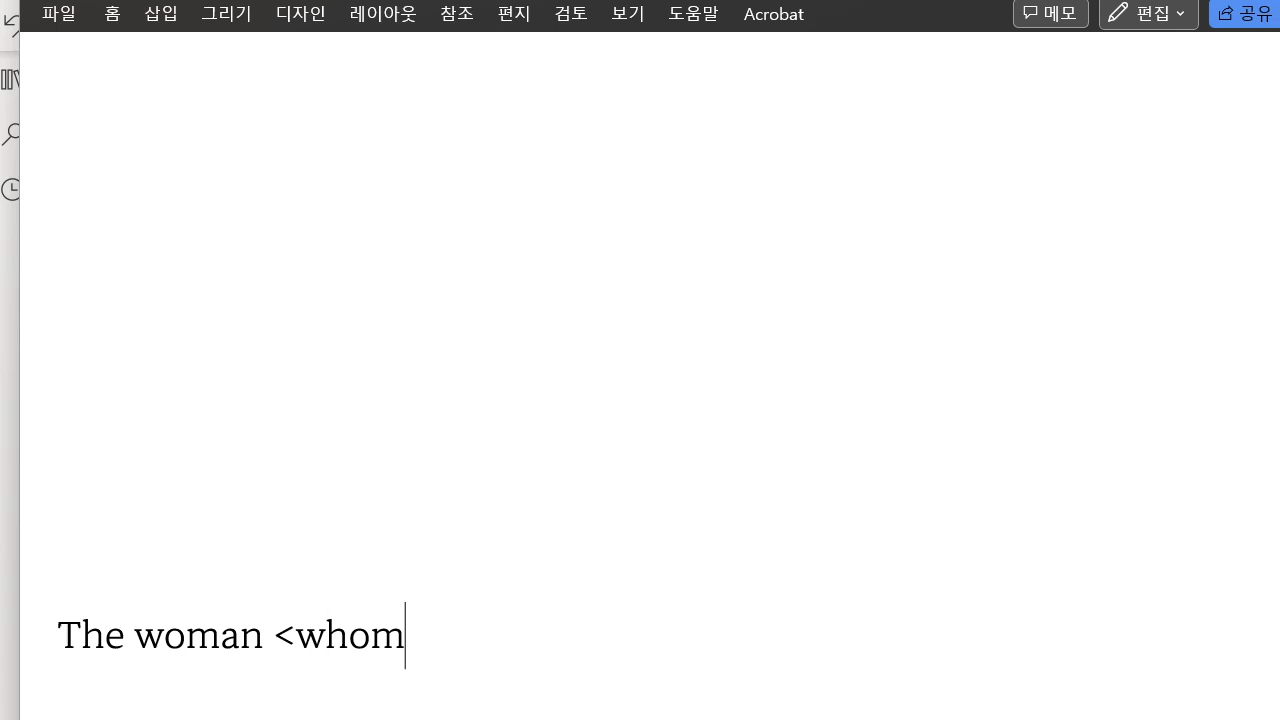 파일 홈 삽입 그리기 디자인 레이아웃 참조 편지 검토 보기 도움말 Acrobat 메모 편집 공유
The woman <whom